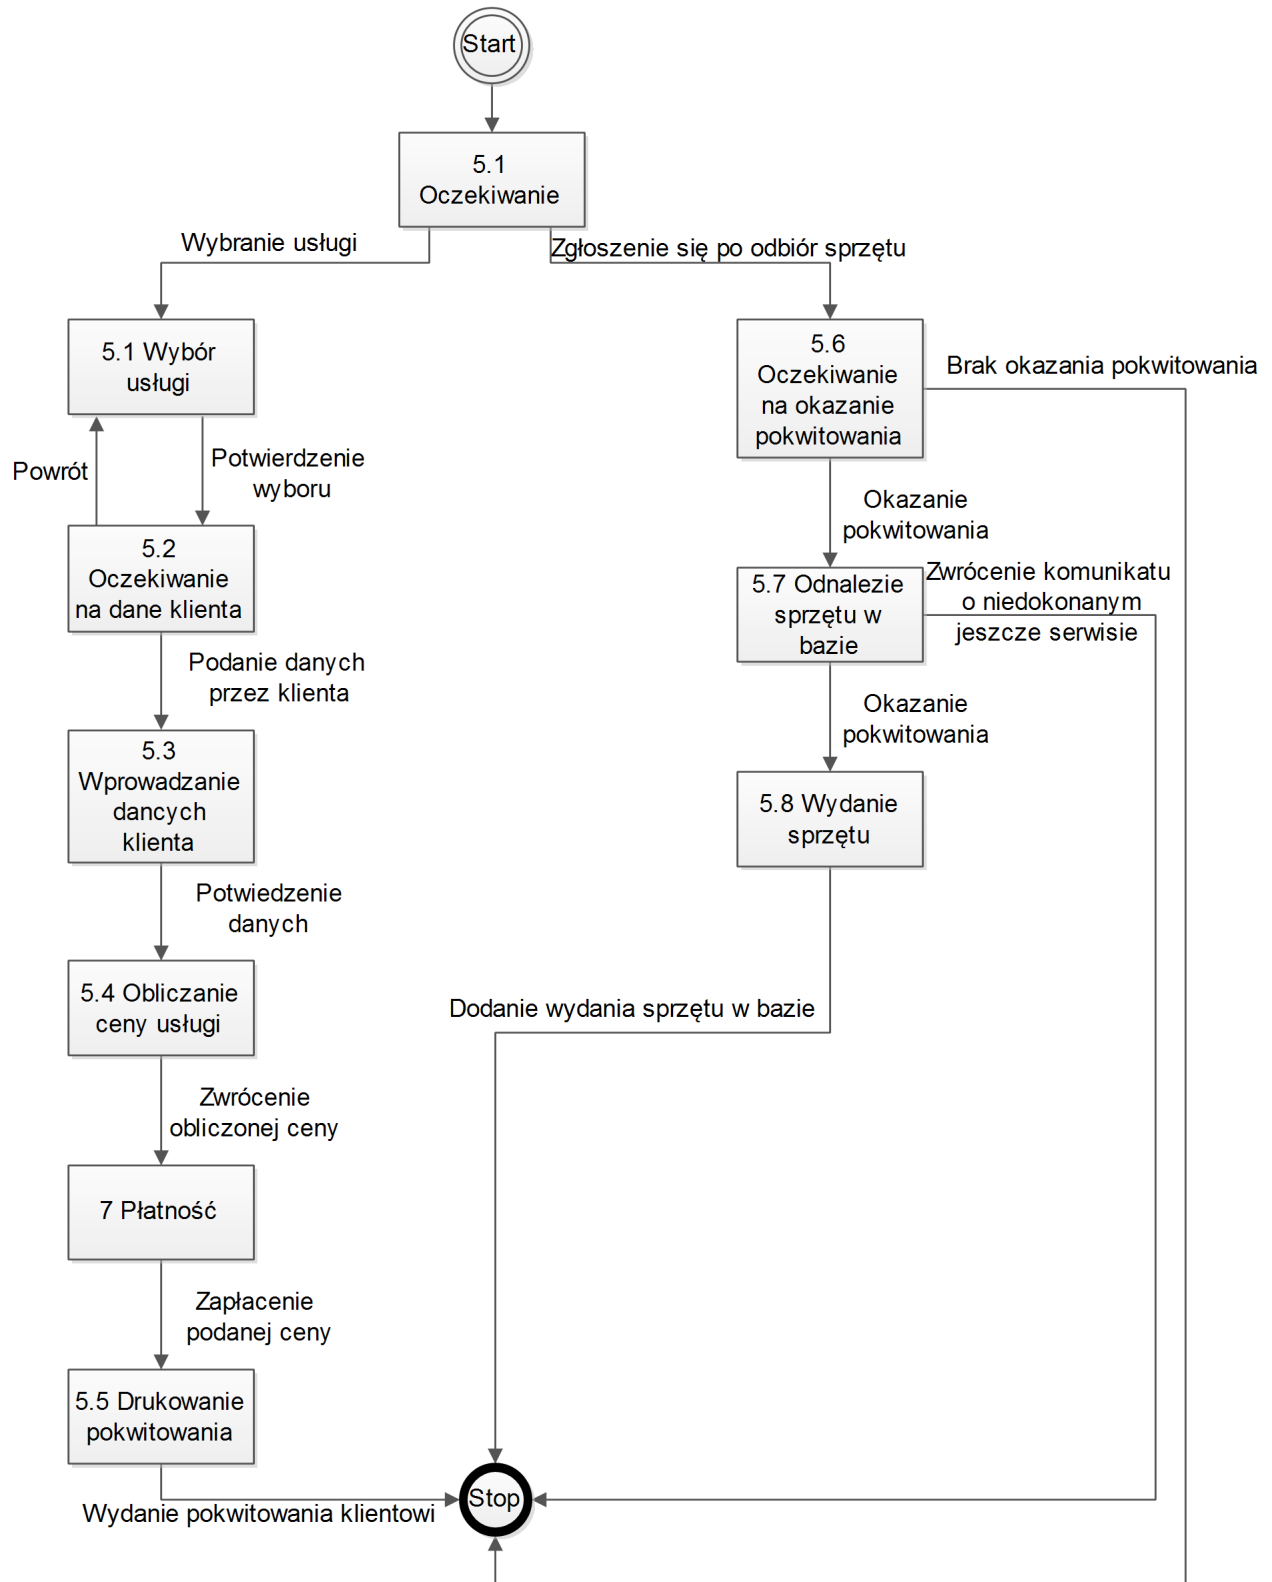 Start
5.1
Oczekiwanie
Wybranie usługi
Zgłoszenie się po odbiór sprzętu
5.1 Wybór
usługi
5.6
Oczekiwanie
na okazanie
pokwitowania
Brak okazania pokwitowania
Powrót
Potwierdzenie
wyboru
Okazanie
pokwitowania
5.2
Oczekiwanie
na dane klienta
5.7 Odnalezie
sprzętu w
bazie
Zwrócenie komunikatu
o niedokonanym
jeszcze serwisie
Podanie danych
przez klienta
Okazanie
pokwitowania
5.3
Wprowadzanie
dancych
klienta
5.8 Wydanie
sprzętu
Potwiedzenie
danych
5.4 Obliczanie
ceny usługi
Dodanie wydania sprzętu w bazie
Zwrócenie
obliczonej ceny
7 Płatność
Zapłacenie
podanej ceny
5.5 Drukowanie
pokwitowania
Wydanie pokwitowania klientowi
Stop